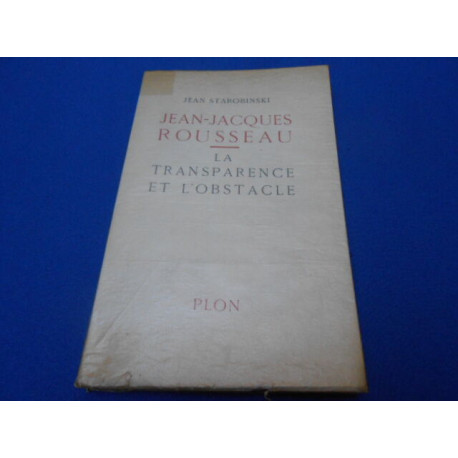 JEAN STAROBINSKI
JEAN-JACQUES
ROUSSEAU
LA
TRANSPARENCE
ET L'OBSTACLE
PLON